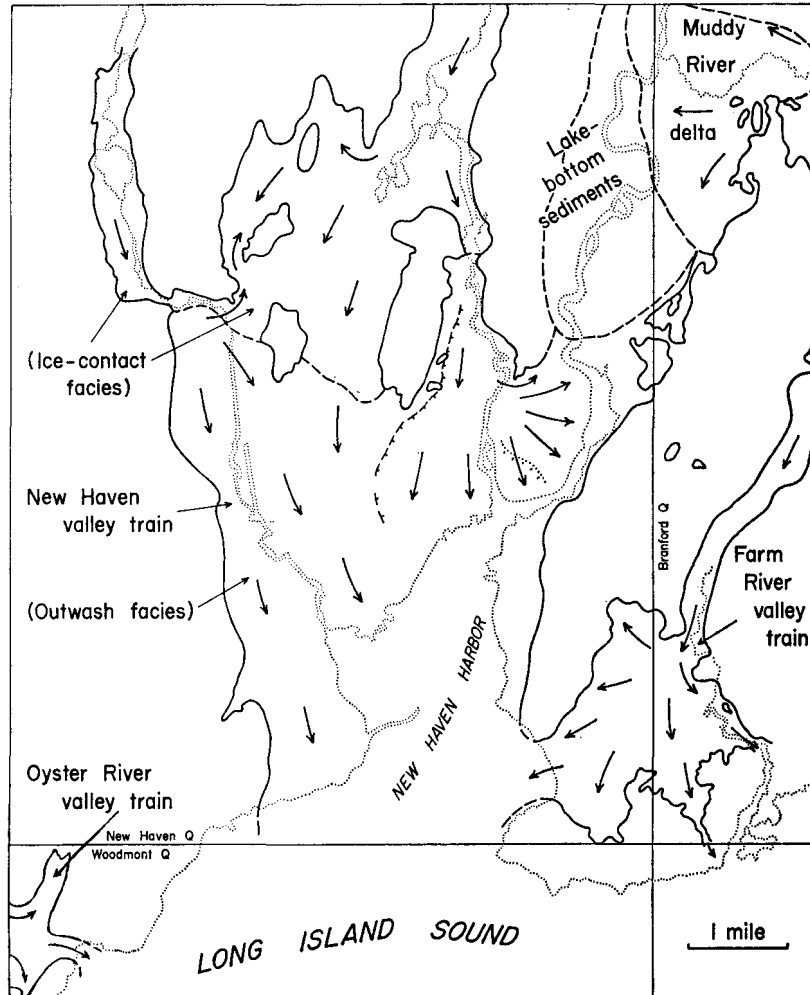 Muddy
River
delta
Lake-
bottom
sediments
(Ice-contact
facies)
New Haven
valley train
(Outwash facies)
Branford Q
Farm
River
valley
train
NEW HAVEN HARBOR
Oyster River
valley train
New Haven Q
Woodmont Q
LONG ISLAND SOUND
1 mile